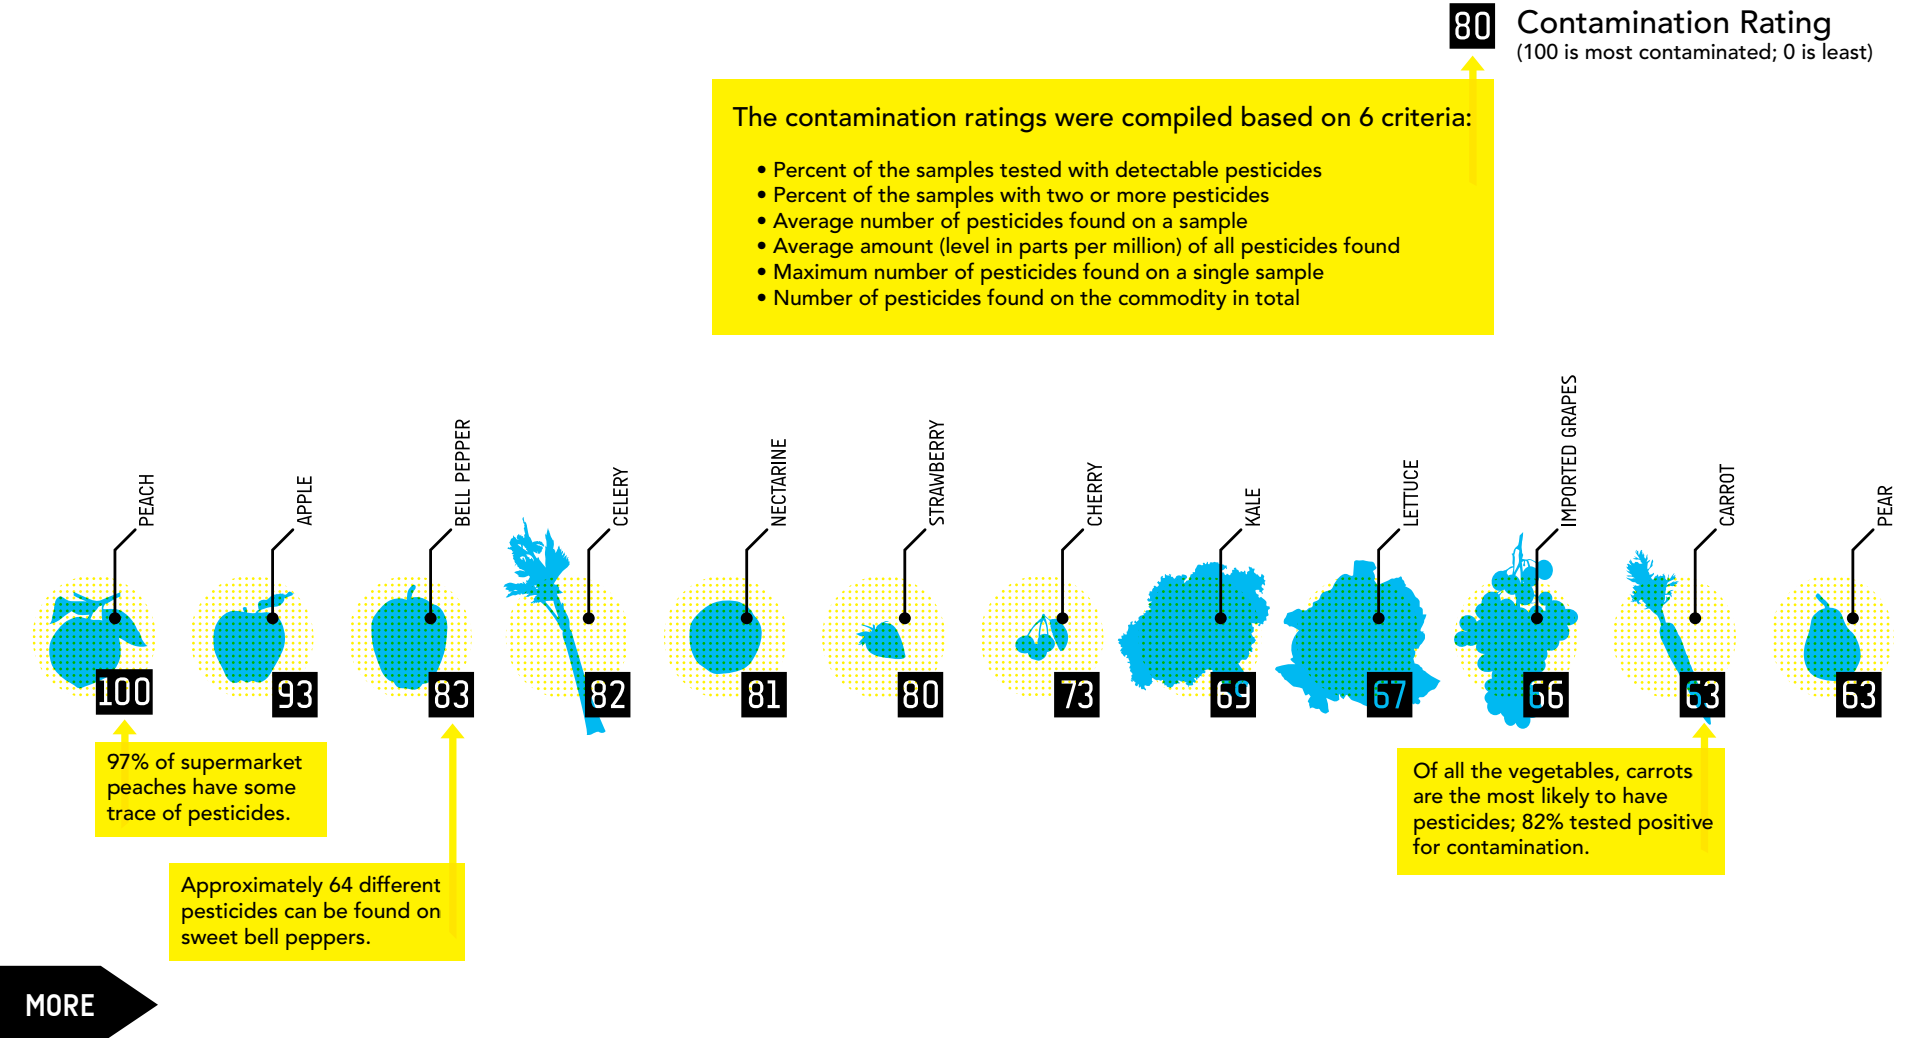 80 Contamination Rating
(100 is most contaminated; 0 is least)
The contamination ratings were compiled based on 6 criteria:
• Percent of the samples tested with detectable pesticides
• Percent of the samples with two or more pesticides
• Average number of pesticides found on a sample
• Average amount (level in parts per million) of all pesticides found
• Maximum number of pesticides found on a single sample
• Number of pesticides found on the commodity in total
PEACH
APPLE
BELL PEPPER
CELERY
NECTARINE
STRAWBERRY
CHERRY
KALE
LETTUCE
IMPORTED GRAPES
CARROT
PEAR
100
93
83
82
81
80
73
69
67
66
63
63
97% of supermarket
peaches have some
trace of pesticides.
Approximately 64 different
pesticides can be found on
sweet bell peppers.
Of all the vegetables, carrots
are the most likely to have
pesticides; 82% tested positive
for contamination.
MORE